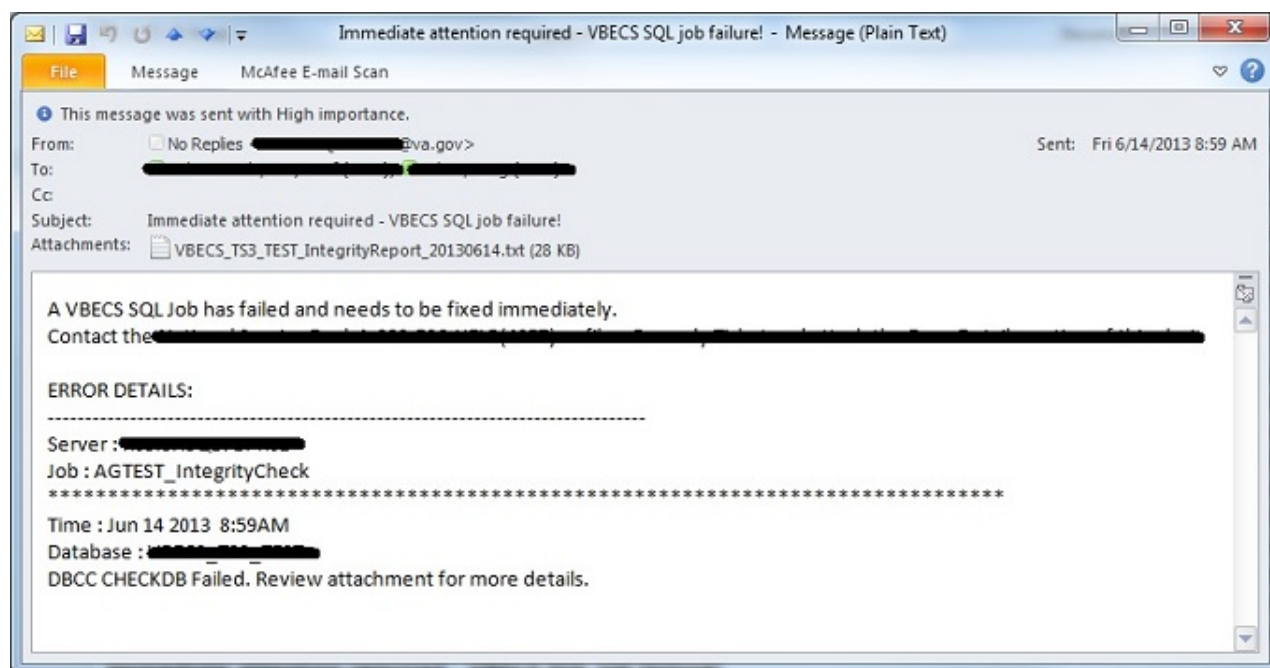 Immediate attention required - VBECS SQL job failure! - Message (Plain Text)
File Message McAfee E-mail Scan
This message was sent with High importance.
From: No Replies @va.gov> Sent: Fri 6/14/2013 8:59 AM
To:
Cc:
Subject: Immediate attention required - VBECS SQL job failure!
Attachments: VBECS_TS3_TEST_IntegrityReport_20130614.txt (28 KB)
A VBECS SQL Job has failed and needs to be fixed immediately.
Contact the
ERROR DETAILS:
--------------------------------------------------------------------------------
Server :
Job : AGTEST_IntegrityCheck
********************************************************************************
Time : Jun 14 2013 8:59AM
Database :
DBCC CHECKDB Failed. Review attachment for more details.